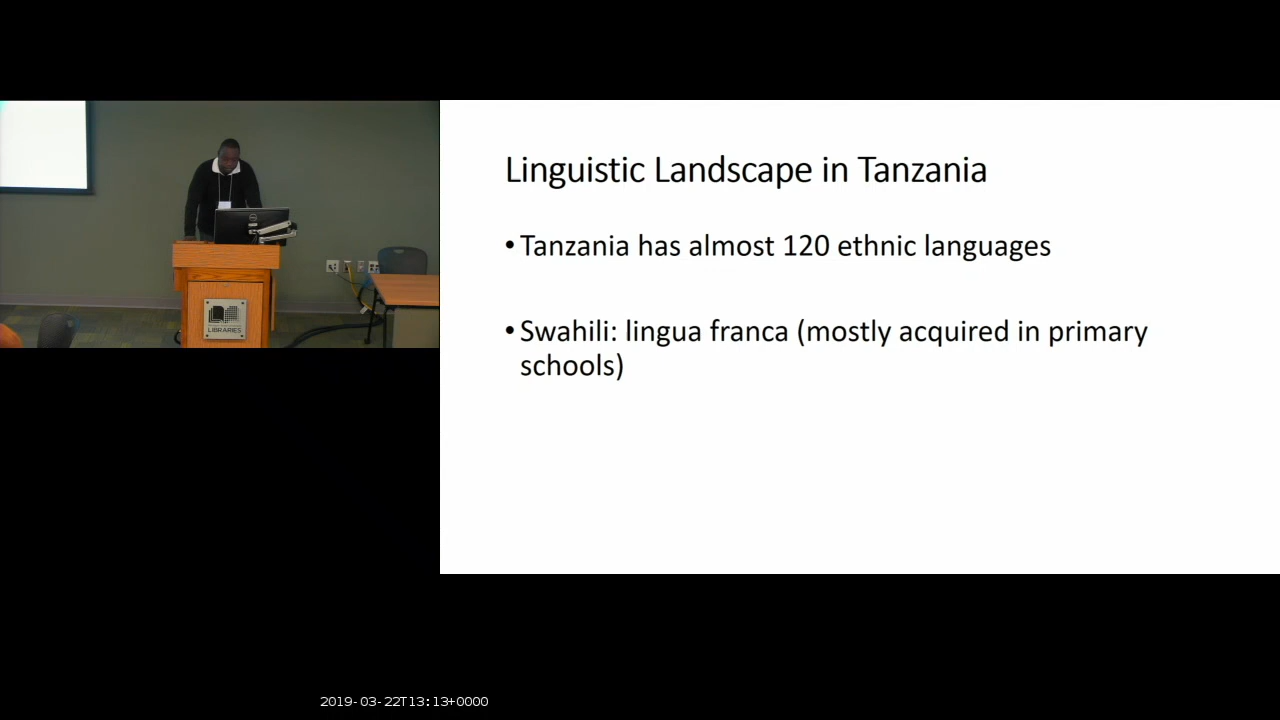 Linguistic Landscape in Tanzania
• Tanzania has almost 120 ethnic languages
• Swahili: lingua franca (mostly acquired in primary
schools)
LIBRARIES
2019-03-22T13:13+0000